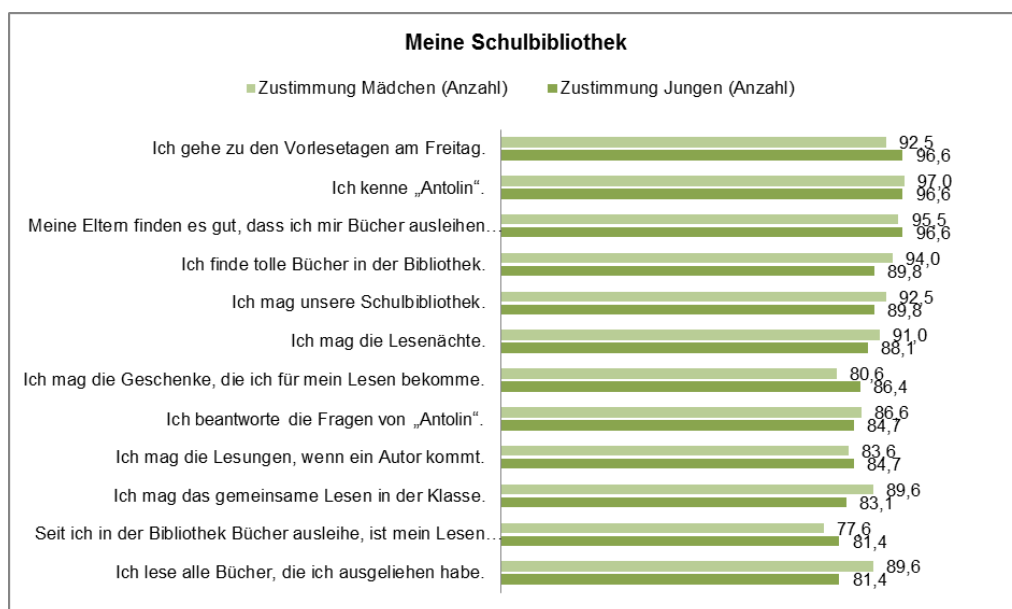 Meine Schulbibliothek
Zustimmung Mädchen (Anzahl) Zustimmung Jungen (Anzahl)
Ich gehe zu den Vorlesetagen am Freitag.
92,5
96,6
Ich kenne „Antolin“.
97,0
96,6
Meine Eltern finden es gut, dass ich mir Bücher ausleihen…
95,5
96,6
Ich finde tolle Bücher in der Bibliothek.
94,0
89,8
Ich mag unsere Schulbibliothek.
92,5
89,8
Ich mag die Lesenächte.
91,0
88,1
Ich mag die Geschenke, die ich für mein Lesen bekomme.
80,6
86,4
Ich beantworte die Fragen von „Antolin“.
86,6
84,7
Ich mag die Lesungen, wenn ein Autor kommt.
83,6
84,7
Ich mag das gemeinsame Lesen in der Klasse.
89,6
83,1
Seit ich in der Bibliothek Bücher ausleihe, ist mein Lesen…
77,6
81,4
Ich lese alle Bücher, die ich ausgeliehen habe.
89,6
81,4